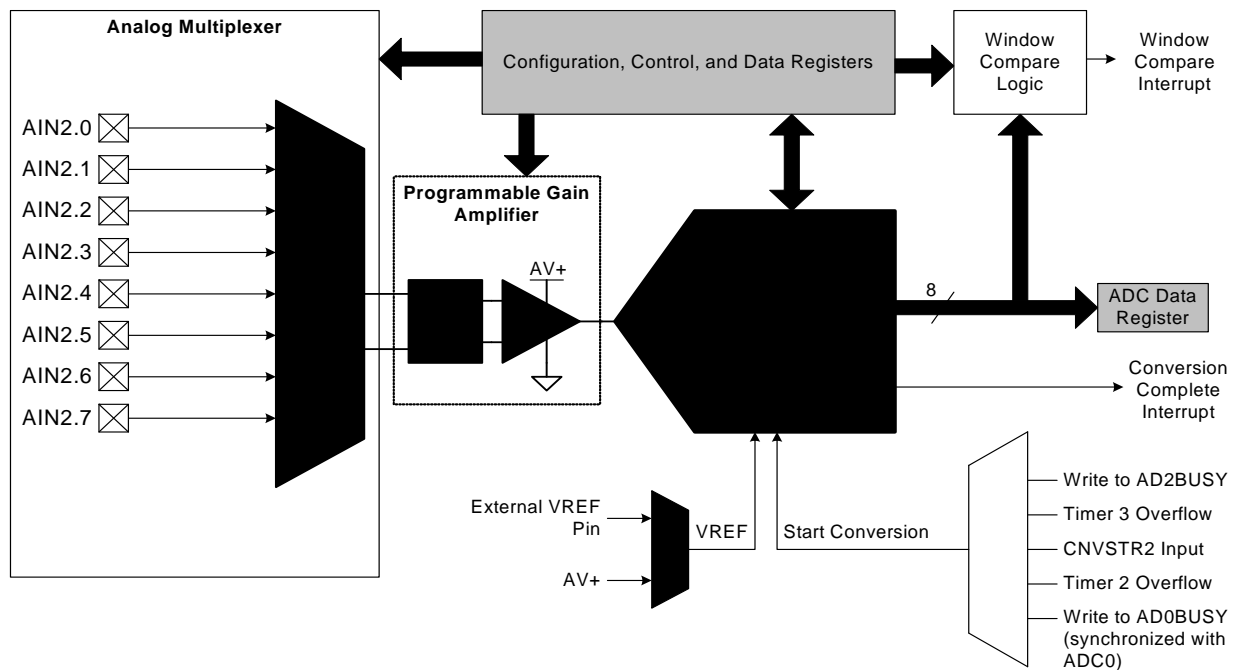 Analog Multiplexer
AIN2.0
AIN2.1
AIN2.2
AIN2.3
AIN2.4
AIN2.5
AIN2.6
AIN2.7
Configuration, Control, and Data Registers
Window
Compare
Logic
Window
Compare
Interrupt
Programmable Gain
Amplifier
AV+
8
ADC Data
Register
Conversion
Complete
Interrupt
External VREF
Pin
AV+
VREF
Start Conversion
Write to AD2BUSY
Timer 3 Overflow
CNVSTR2 Input
Timer 2 Overflow
Write to AD0BUSY
(synchronized with
ADC0)